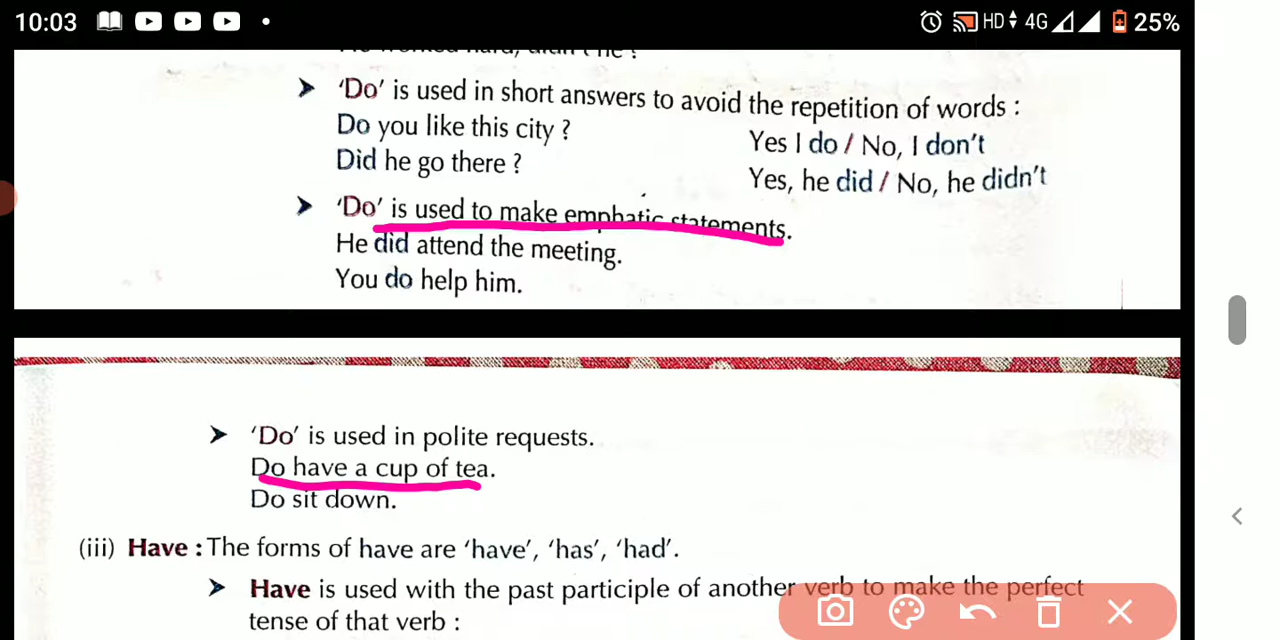 10:03 HD 4G 25%
'Do' is used in short answers to avoid the repetition of words :
Do you like this city ? Yes I do / No, I don't
Did he go there ? Yes, he did / No, he didn't
'Do' is used to make emphatic statements.
He did attend the meeting.
You do help him.
'Do' is used in polite requests.
Do have a cup of tea.
Do sit down.
(iii) Have : The forms of have are 'have', 'has', 'had'.
Have is used with the past participle of another verb to make the perfect
tense of that verb :